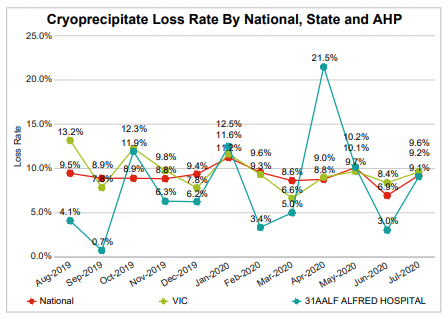 Cryoprecipitate Loss Rate By National, State and AHP
25.0%
20.0%
15.0%
10.0%
5.0%
0.0%
Loss Rate
13.2%
9.5%
4.1%
8.9%
7.8%
0.7%
12.3%
11.9%
8.9%
9.8%
8.8%
6.3%
9.4%
7.8%
6.2%
12.5%
11.6%
11.2%
9.6%
9.3%
3.4%
8.6%
6.6%
5.0%
21.5%
9.0%
8.8%
10.2%
10.1%
9.7%
8.4%
6.9%
3.0%
9.6%
9.2%
9.1%
Aug-2019
Sep-2019
Oct-2019
Nov-2019
Dec-2019
Jan-2020
Feb-2020
Mar-2020
Apr-2020
May-2020
Jun-2020
Jul-2020
National
VIC
31AALF ALFRED HOSPITAL